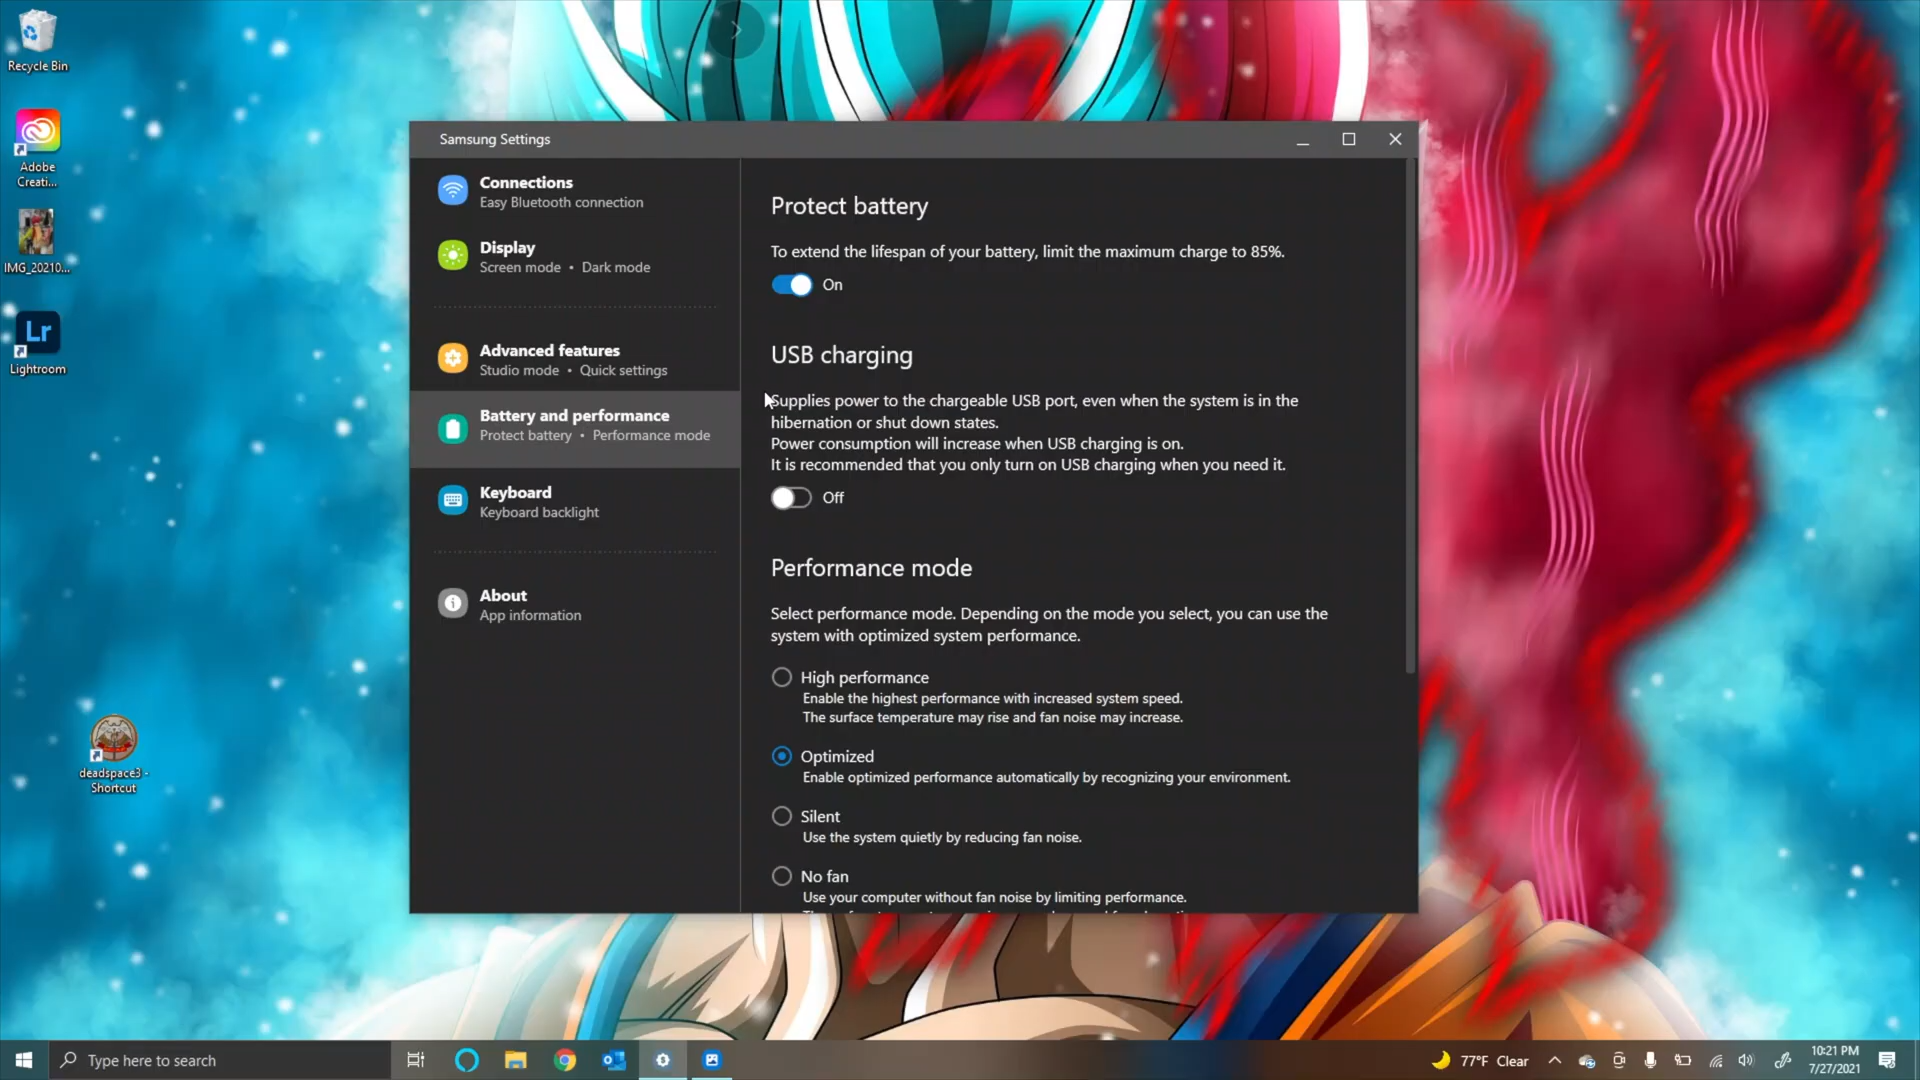 Recycle Bin
Adobe
Creati...
IMG_20210...
Lr
Lightroom
deadspace3 -
Shortcut
Samsung Settings
Connections
Easy Bluetooth connection
Display
Screen mode • Dark mode
Advanced features
Studio mode • Quick settings
Battery and performance
Protect battery • Performance mode
Keyboard
Keyboard backlight
About
App information
Protect battery
To extend the lifespan of your battery, limit the maximum charge to 85%.
On
USB charging
Supplies power to the chargeable USB port, even when the system is in the
hibernation or shut down states.
Power consumption will increase when USB charging is on.
It is recommended that you only turn on USB charging when you need it.
Off
Performance mode
Select performance mode. Depending on the mode you select, you can use the
system with optimized system performance.
High performance
Enable the highest performance with increased system speed.
The surface temperature may rise and fan noise may increase.
Optimized
Enable optimized performance automatically by recognizing your environment.
Silent
Use the system quietly by reducing fan noise.
No fan
Use your computer without fan noise by limiting performance.
Type here to search
77°F Clear
10:21 PM
7/27/2021